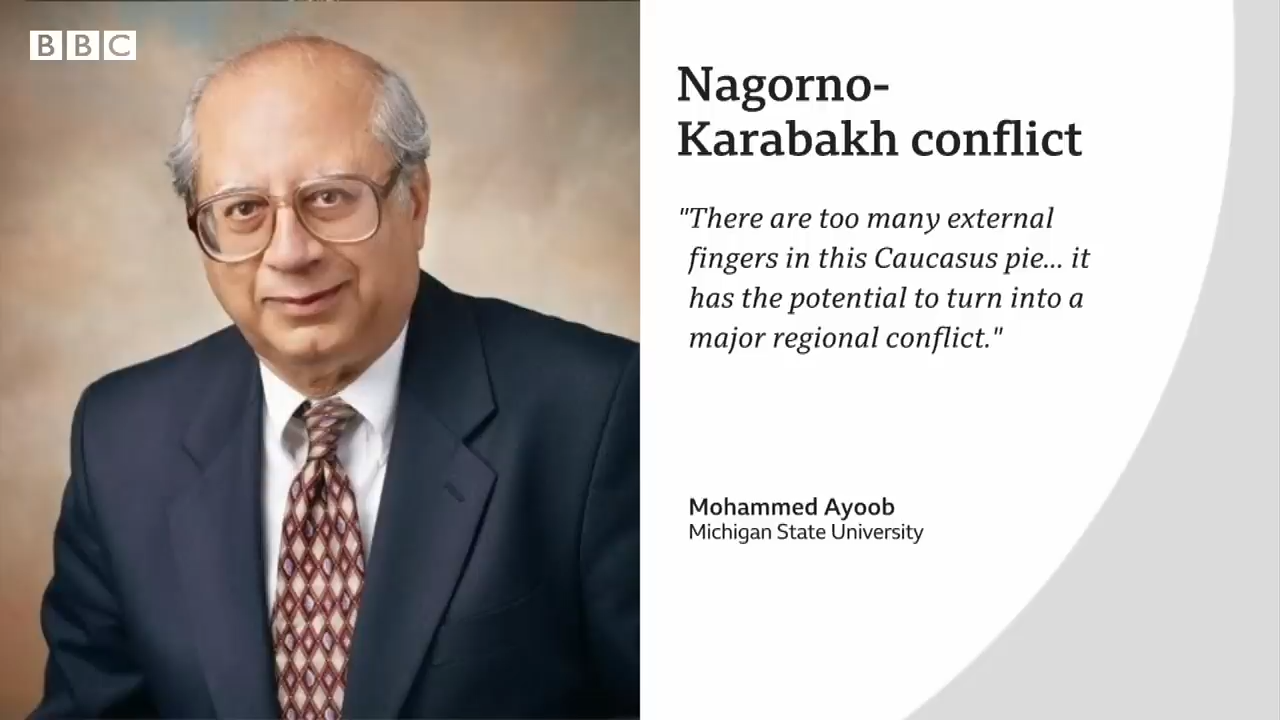 BBC
Nagorno-
Karabakh conflict
"There are too many external
fingers in this Caucasus pie... it
has the potential to turn into a
major regional conflict."
Mohammed Ayoob
Michigan State University